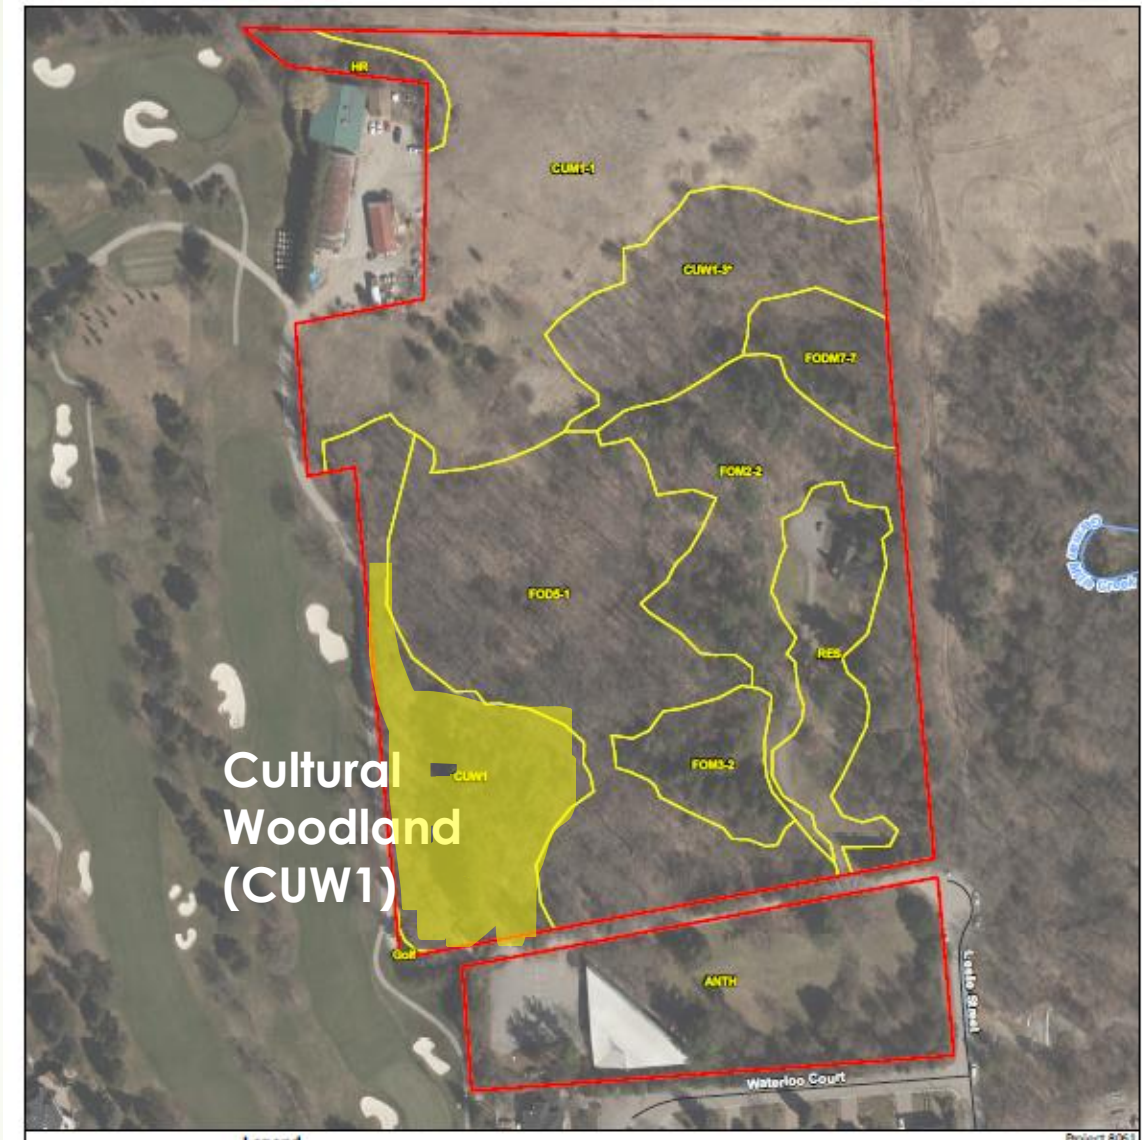 HR
CUM1-1
CUW1-3*
FODM7-7
FOM2-2
FOD5-1
RES
Cultural
Woodland
(CUW1)
CUW1
FOM3-2
Golf
ANTH
Leslie Street
Waterloo Court
Legend